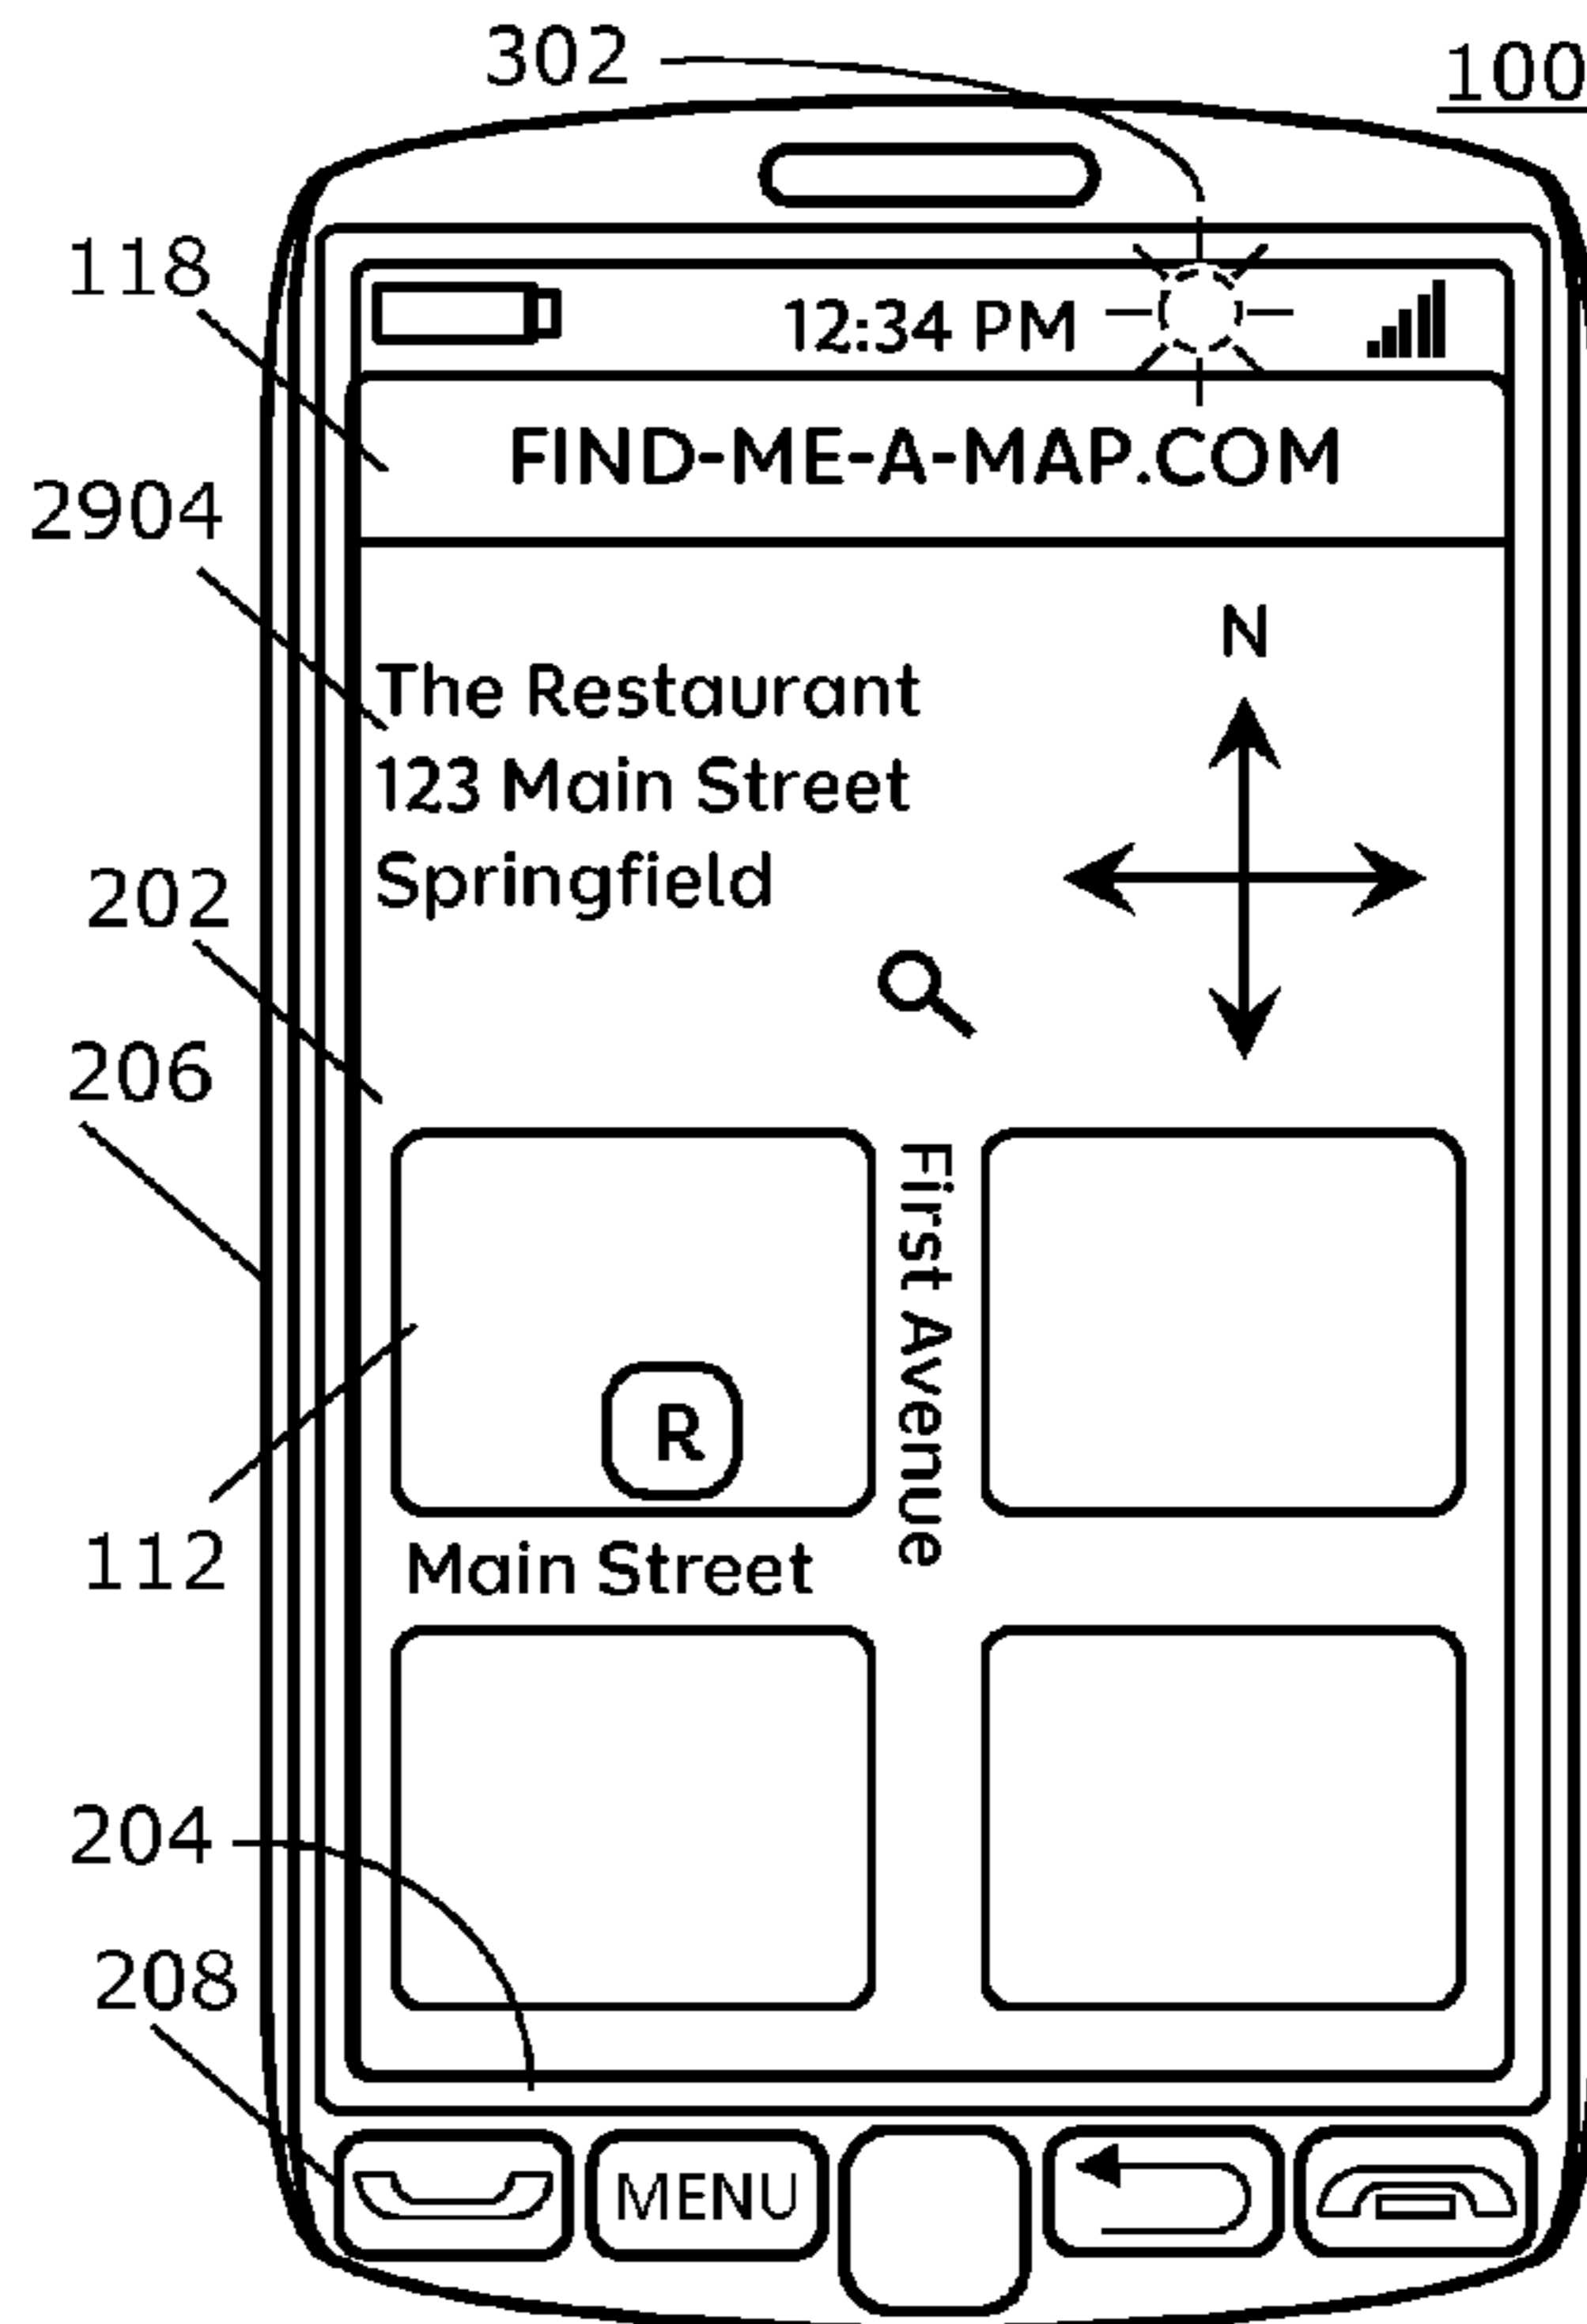 302
100
118
12:34 PM
FIND-ME-A-MAP.COM
2904
N
The Restaurant
123 Main Street
Springfield
202
206
First Avenue
R
112
Main Street
204
208
MENU